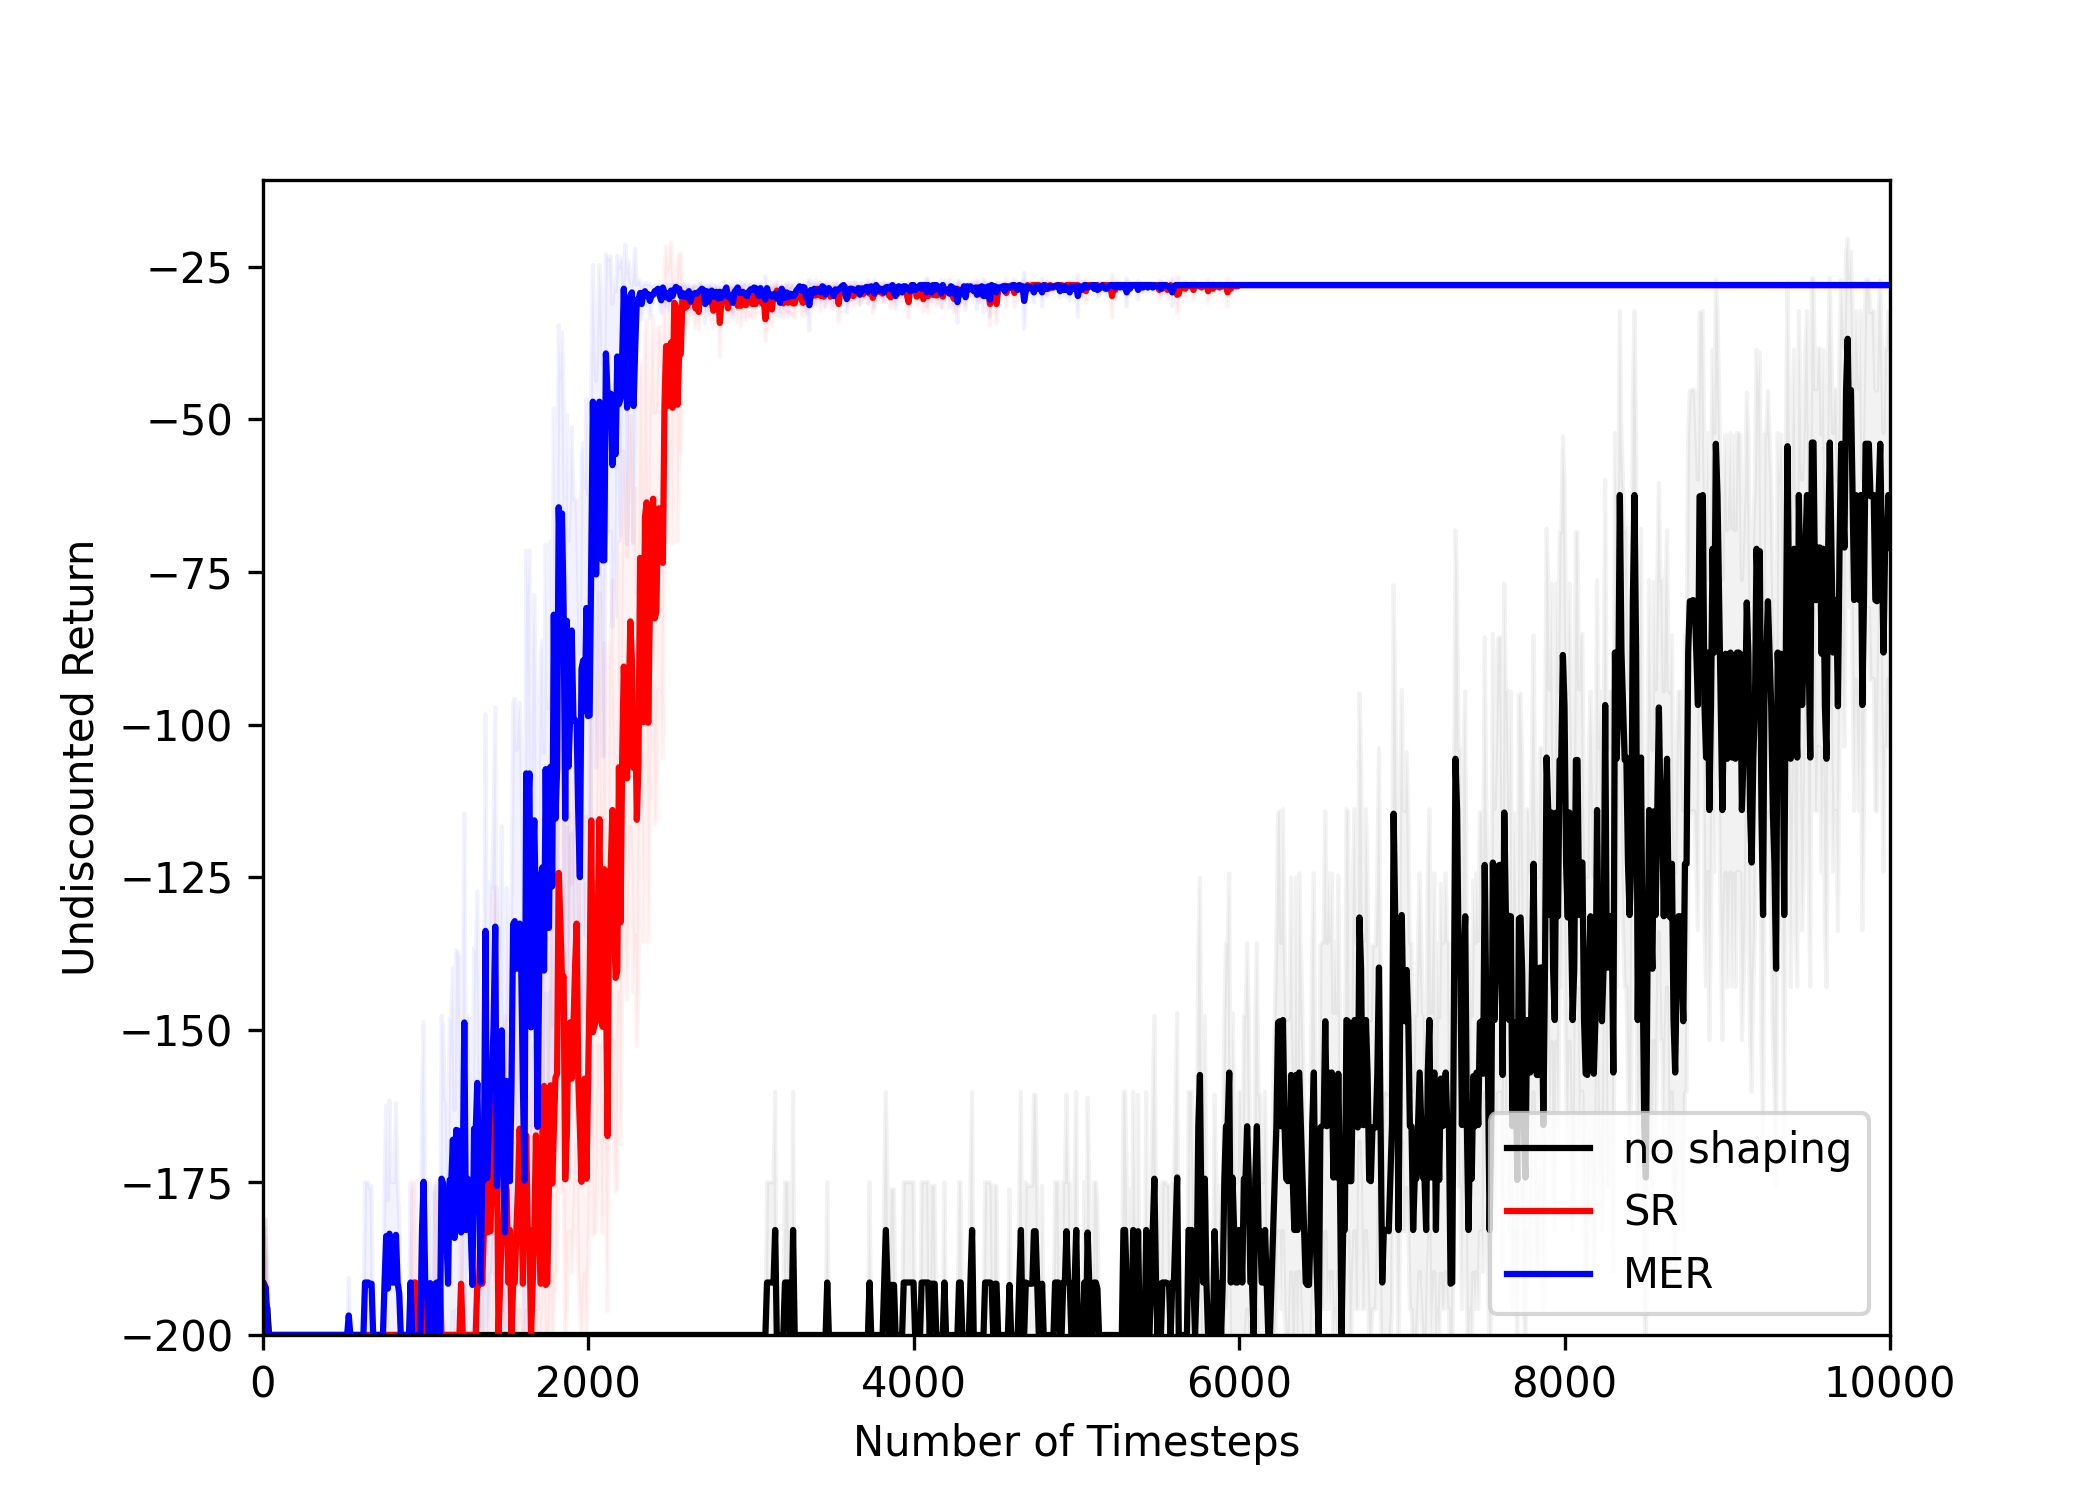 −25
−50
−75
−100
−125
−150
−175
−200
Undiscounted Return
0 2000 4000 6000 8000 10000
Number of Timesteps
no shaping
SR
MER